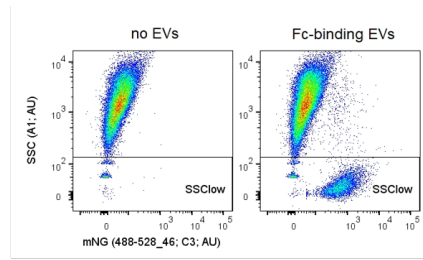 no EVs
Fc-binding EVs
SSC (A1; AU)
10^4
10^3
10^2
0
SSClow
0
10^3
10^4
10^5
10^4
10^3
10^2
0
SSClow
0
10^3
10^4
10^5
mNG (488-528_46; C3; AU)